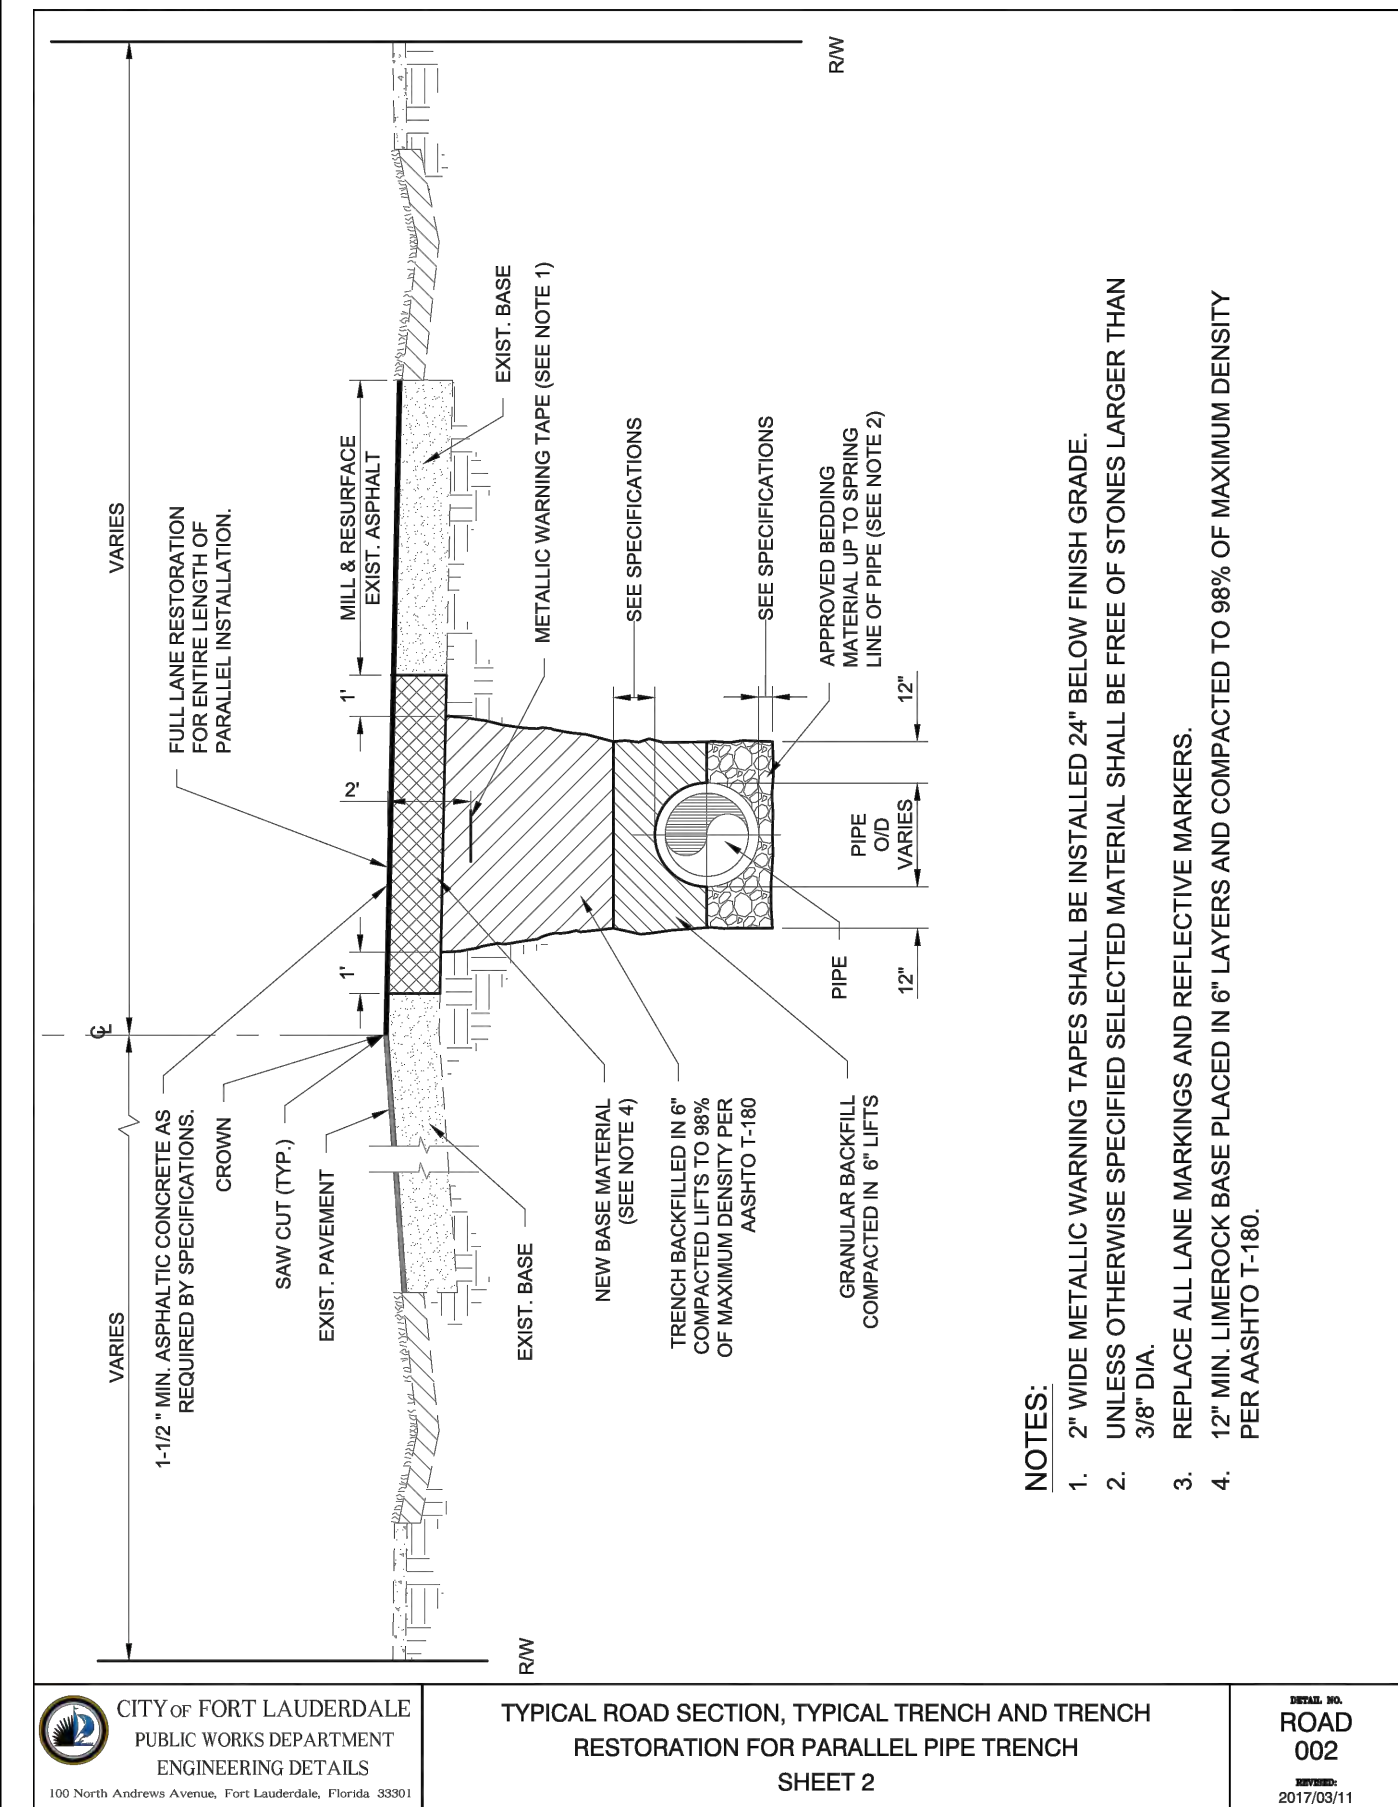 R/W
VARIES
VARIES
℄
FULL LANE RESTORATION
FOR ENTIRE LENGTH OF
PARALLEL INSTALLATION.
1-1/2 " MIN. ASPHALTIC CONCRETE AS
REQUIRED BY SPECIFICATIONS.
CROWN
SAW CUT (TYP.)
EXIST. PAVEMENT
EXIST. BASE
1'
2'
1'
MILL & RESURFACE
EXIST. ASPHALT
EXIST. BASE
METALLIC WARNING TAPE (SEE NOTE 1)
SEE SPECIFICATIONS
SEE SPECIFICATIONS
APPROVED BEDDING
MATERIAL UP TO SPRING
LINE OF PIPE (SEE NOTE 2)
NEW BASE MATERIAL
(SEE NOTE 4)
TRENCH BACKFILLED IN 6"
COMPACTED LIFTS TO 98%
OF MAXIMUM DENSITY PER
AASHTO T-180
GRANULAR BACKFILL
COMPACTED IN 6" LIFTS
PIPE
12"
PIPE
O/D
VARIES
12"
R/W
NOTES:
1. 2" WIDE METALLIC WARNING TAPES SHALL BE INSTALLED 24" BELOW FINISH GRADE.
2. UNLESS OTHERWISE SPECIFIED SELECTED MATERIAL SHALL BE FREE OF STONES LARGER THAN
3/8" DIA.
3. REPLACE ALL LANE MARKINGS AND REFLECTIVE MARKERS.
4. 12" MIN. LIMEROCK BASE PLACED IN 6" LAYERS AND COMPACTED TO 98% OF MAXIMUM DENSITY
PER AASHTO T-180.
CITY OF FORT LAUDERDALE
PUBLIC WORKS DEPARTMENT
ENGINEERING DETAILS
100 North Andrews Avenue, Fort Lauderdale, Florida 33301
TYPICAL ROAD SECTION, TYPICAL TRENCH AND TRENCH
RESTORATION FOR PARALLEL PIPE TRENCH
SHEET 2
DETAIL NO.
ROAD
002
REVISED:
2017/03/11